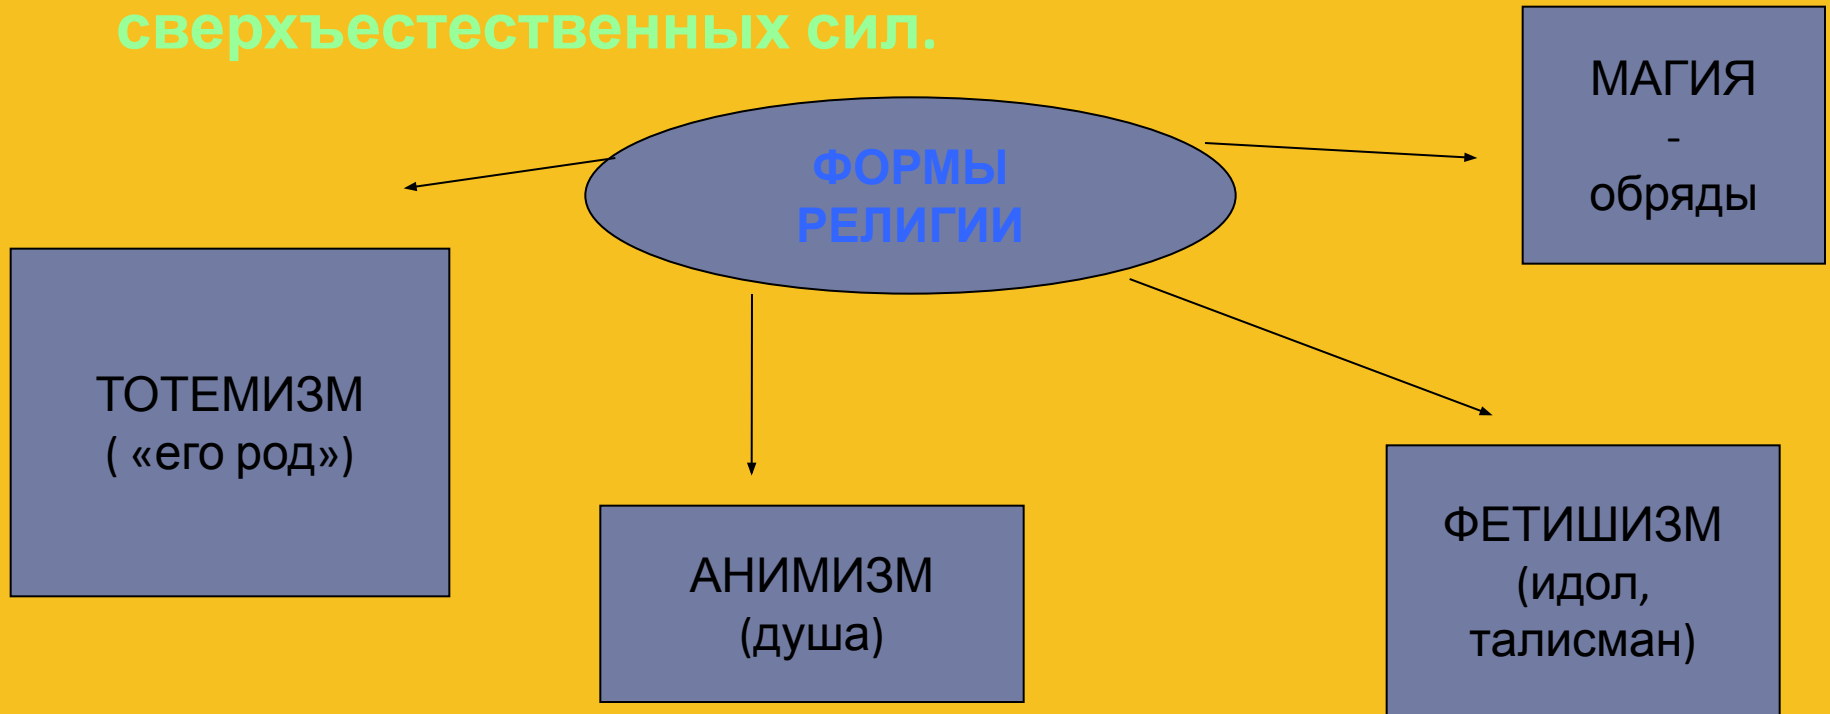 сверхъестественных сил.
ФОРМЫ
РЕЛИГИИ
МАГИЯ
-
обряды
ТОТЕМИЗМ
( «его род»)
АНИМИЗМ
(душа)
ФЕТИШИЗМ
(идол,
талисман)